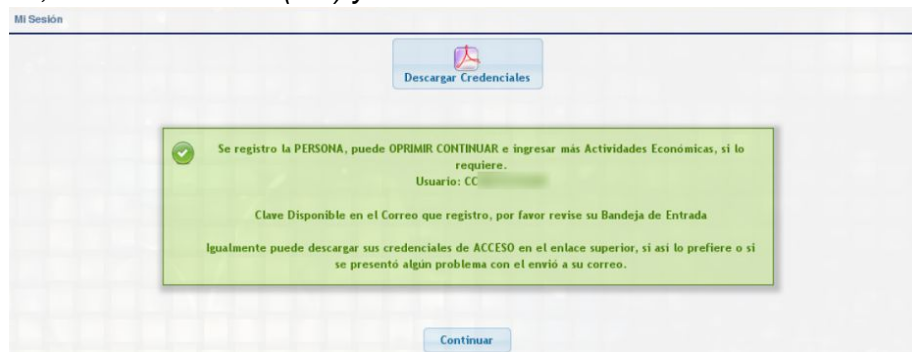 Mi Sesión
Descargar Credenciales
Se registro la PERSONA, puede OPRIMIR CONTINUAR e ingresar más Actividades Económicas, si lo
requiere.
Usuario: CC
Clave Disponible en el Correo que registro, por favor revise su Bandeja de Entrada
Igualmente puede descargar sus credenciales de ACCESO en el enlace superior, si asi lo prefiere o si
se presentó algún problema con el envió a su correo.
Continuar